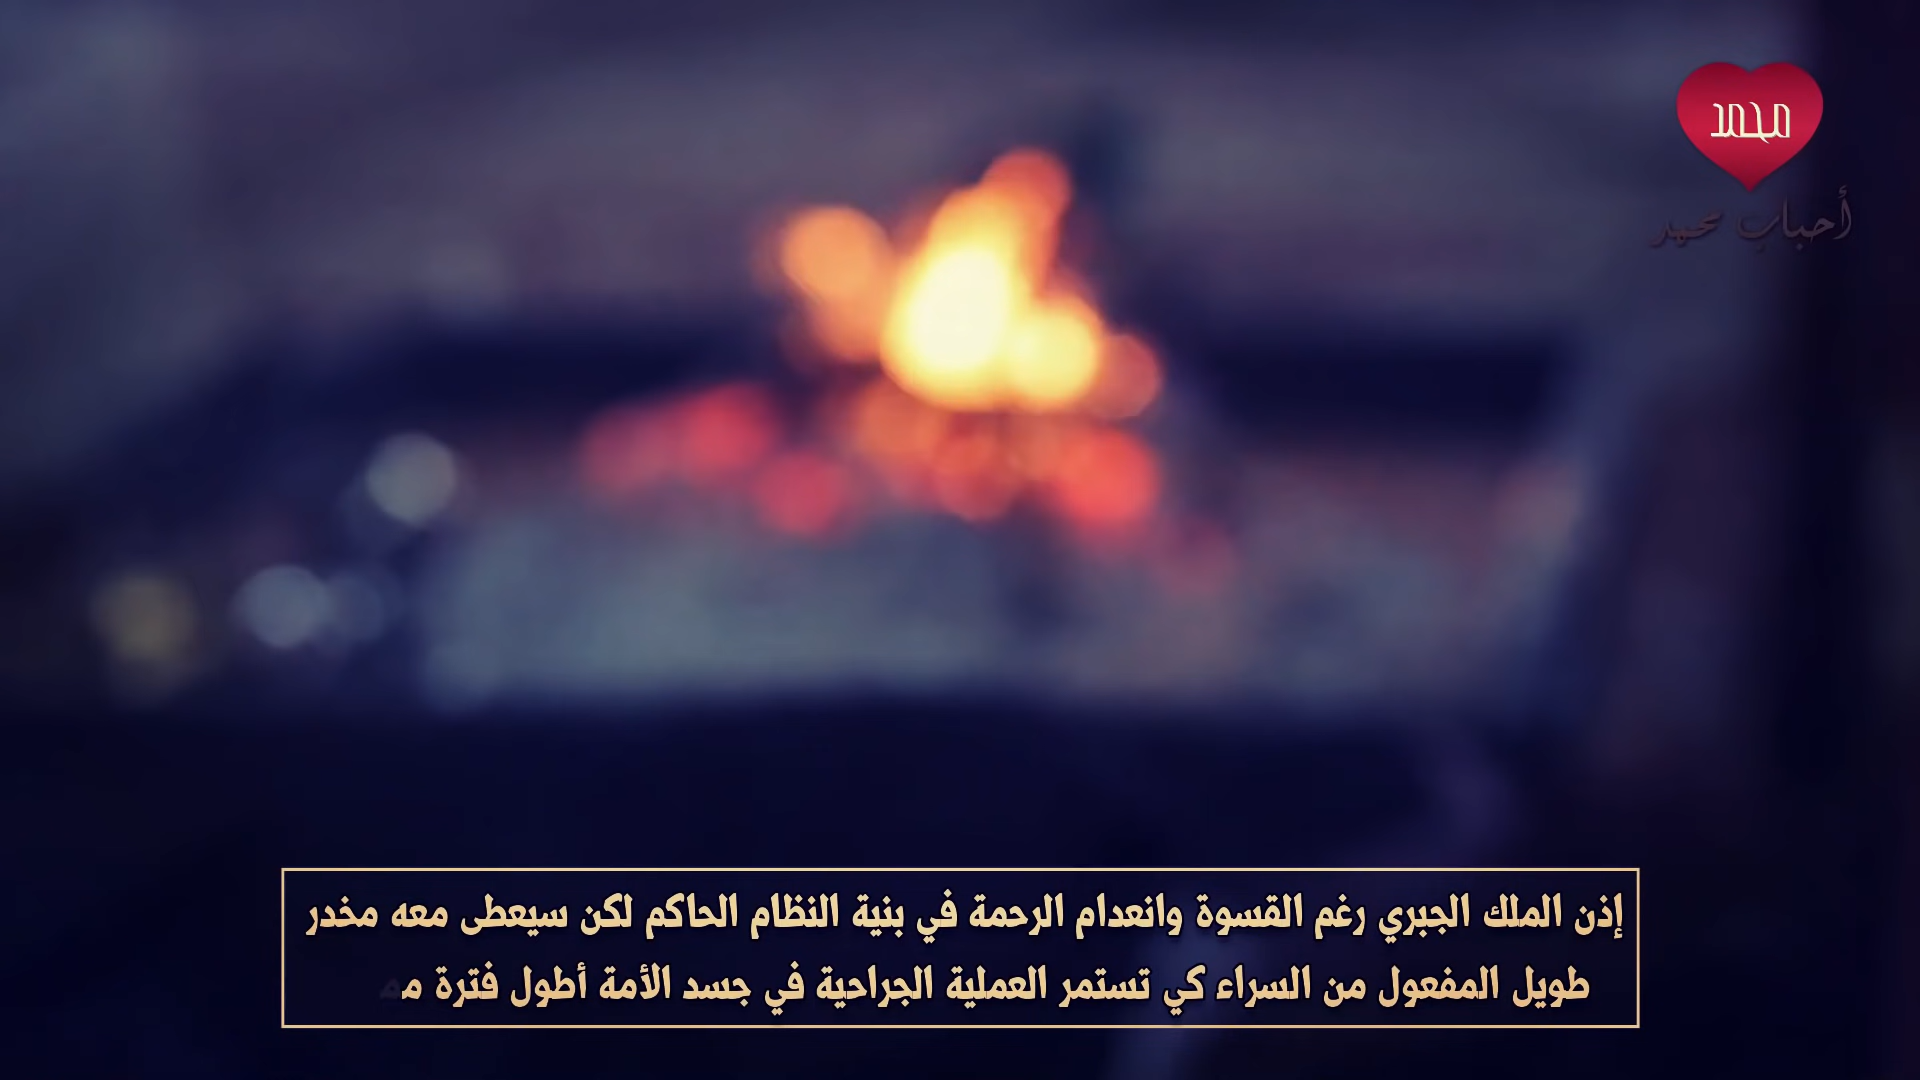 محمد
أحباب محمد
إذن الملك الجبري رغم القسوة وانعدام الرحمة في بنية النظام الحاكم لكن سيعطى معه مخدر
طويل المفعول من السراء كي تستمر العملية الجراحية في جسد الأمة أطول فترة